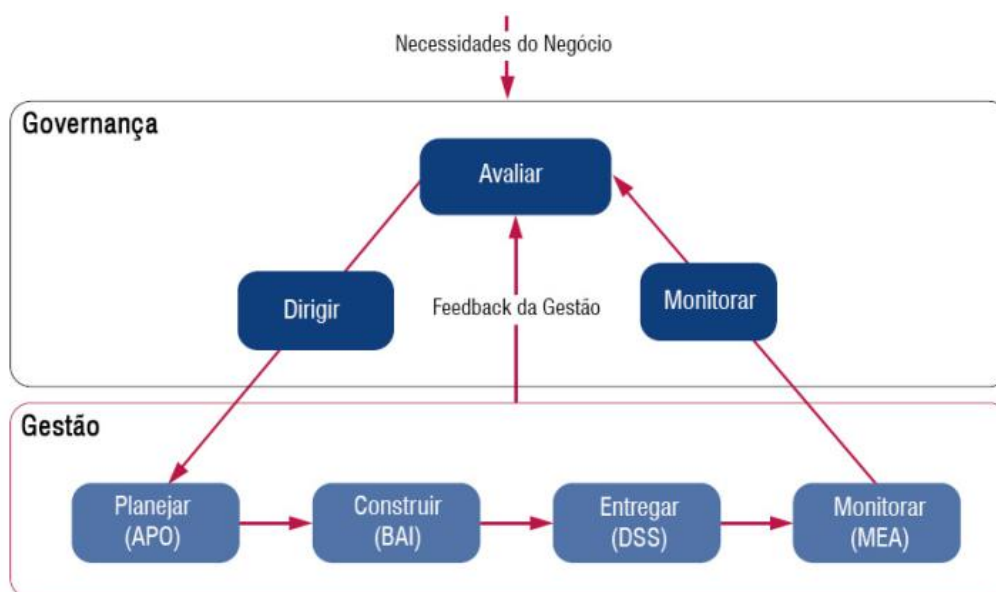 Necessidades do Negócio
Governança
Avaliar
Dirigir
Feedback da Gestão
Monitorar
Gestão
Planejar
(APO)
Construir
(BAI)
Entregar
(DSS)
Monitorar
(MEA)